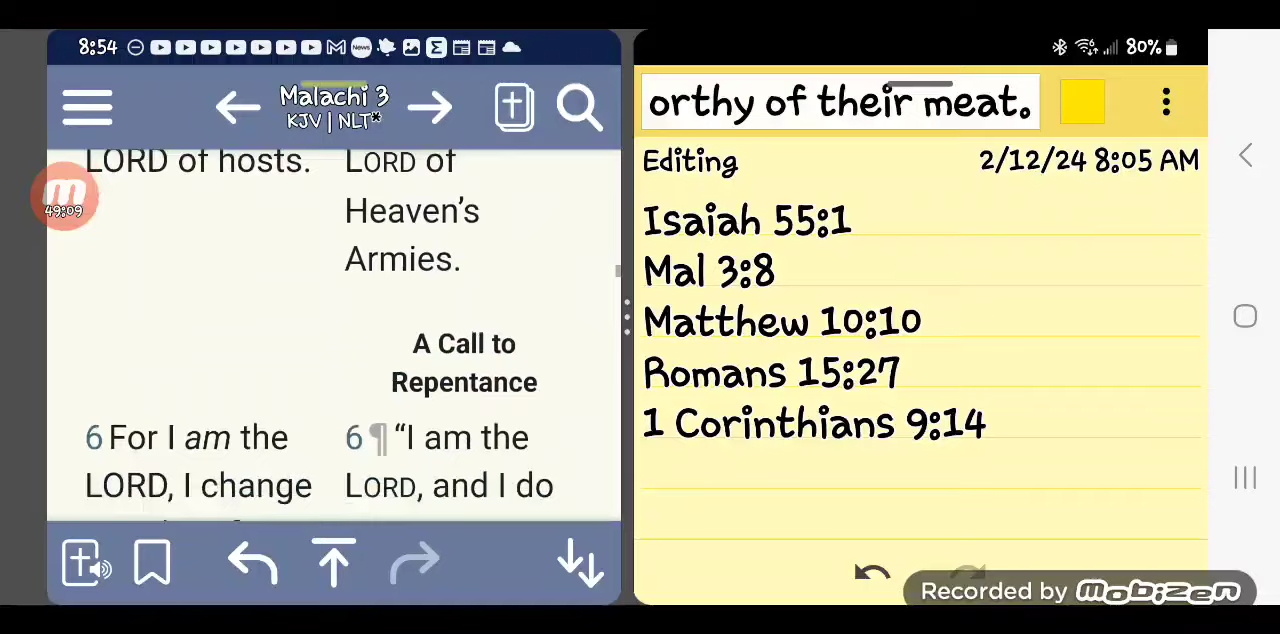 8:54
News
80%
Malachi 3
KJV | NLT*
orthy of their meat.
LORD of hosts.
LORD of
Heaven's
Armies.
A Call to
Repentance
6 For I am the
LORD, I change
6 ¶ “I am the
LORD, and I do
49:09
Editing
2/12/24 8:05 AM
Isaiah 55:1
Mal 3:8
Matthew 10:10
Romans 15:27
1 Corinthians 9:14
Recorded by Mobizen